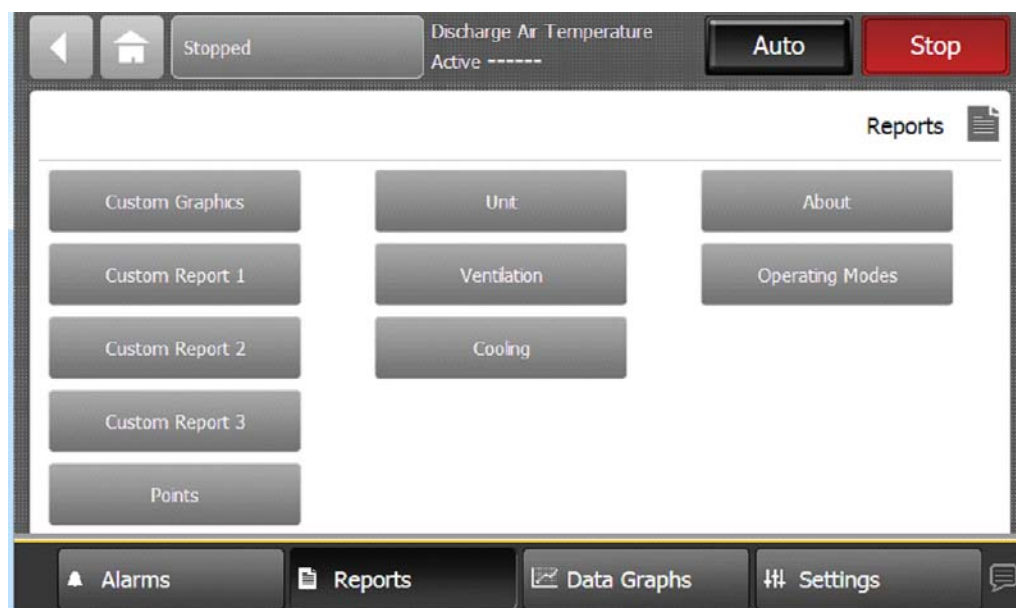 Stopped
Discharge Air Temperature
Active ------
Auto
Stop
Reports
Custom Graphics
Unit
About
Custom Report 1
Ventilation
Operating Modes
Custom Report 2
Cooling
Custom Report 3
Points
Alarms
Reports
Data Graphs
Settings